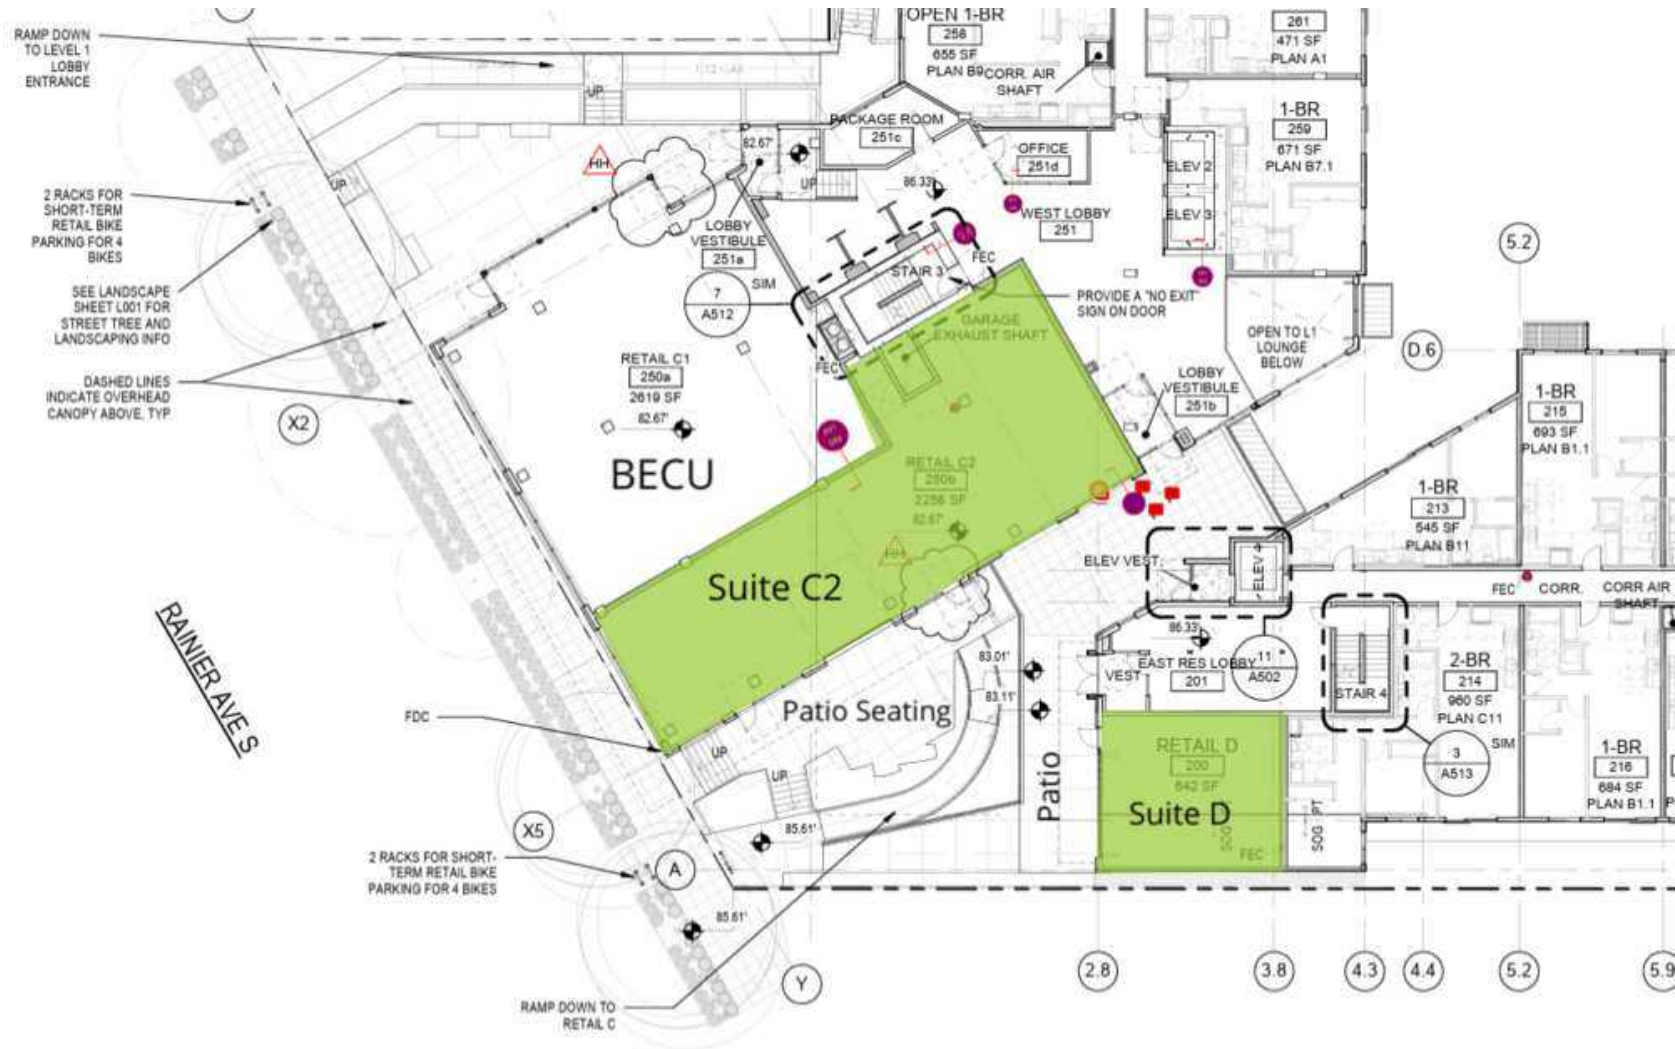 RAMP DOWN
TO LEVEL 1
LOBBY
ENTRANCE
UP
OPEN 1-BR
258
655 SF
PLAN B9
CORR. AIR
SHAFT
261
471 SF
PLAN A1
1-BR
259
671 SF
PLAN B7.1
PACKAGE ROOM
251c
OFFICE
251d
82.67'
HH
UP
86.33'
ELEV 2
ELEV 3
2 RACKS FOR
SHORT-TERM
RETAIL BIKE
PARKING FOR 4
BIKES
UP
LOBBY
VESTIBULE
251a
WEST LOBBY
251
FEC
5.2
SEE LANDSCAPE
SHEET L001 FOR
STREET TREE AND
LANDSCAPING INFO
7
A512
SIM
STAIR 3
PROVIDE A "NO EXIT"
SIGN ON DOOR
GARAGE
EXHAUST SHAFT
OPEN TO L1
LOUNGE
BELOW
D.6
DASHED LINES
INDICATE OVERHEAD
CANOPY ABOVE, TYP
RETAIL C1
250a
2619 SF
82.67'
FEC
LOBBY
VESTIBULE
251b
1-BR
215
693 SF
PLAN B1.1
X2
BECU
RETAIL C2
250b
2256 SF
82.67'
HH
1-BR
213
545 SF
PLAN B11
ELEV VEST.
ELEV 4
FEC
CORR.
CORR AIR
SHAFT
Suite C2
RAINIER AVE S
86.33'
83.01'
83.11'
VEST
EAST RES LOBBY
201
11
A502
STAIR 4
2-BR
214
960 SF
PLAN C11
SIM
FDC
Patio Seating
UP
UP
Patio
RETAIL D
200
642 SF
Suite D
SOG
FEC
SOG
PT
3
A513
1-BR
216
684 SF
PLAN B1.1
X5
85.61'
2 RACKS FOR SHORT-
TERM RETAIL BIKE
PARKING FOR 4 BIKES
A
85.61'
Y
2.8
3.8
4.3
4.4
5.2
5.9
RAMP DOWN TO
RETAIL C